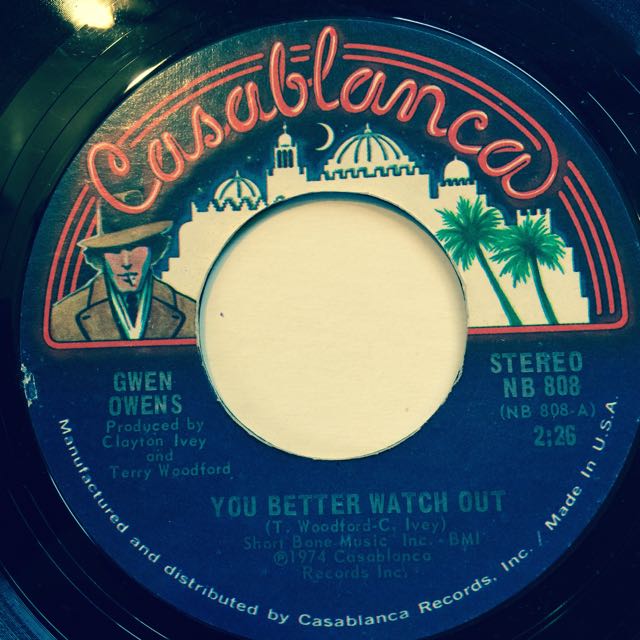 Casablanca
GWEN
OWENS
Produced by
Clayton Ivey
and
Terry Woodford
STEREO
NB 808
(NB 808-A)
2:26
YOU BETTER WATCH OUT
(T. Woodford-C. Ivey)
Short Bone Music Inc. - BMI
℗1974 Casablanca
Records Inc.
Manufactured and distributed by Casablanca Records, Inc. / Made In U.S.A.